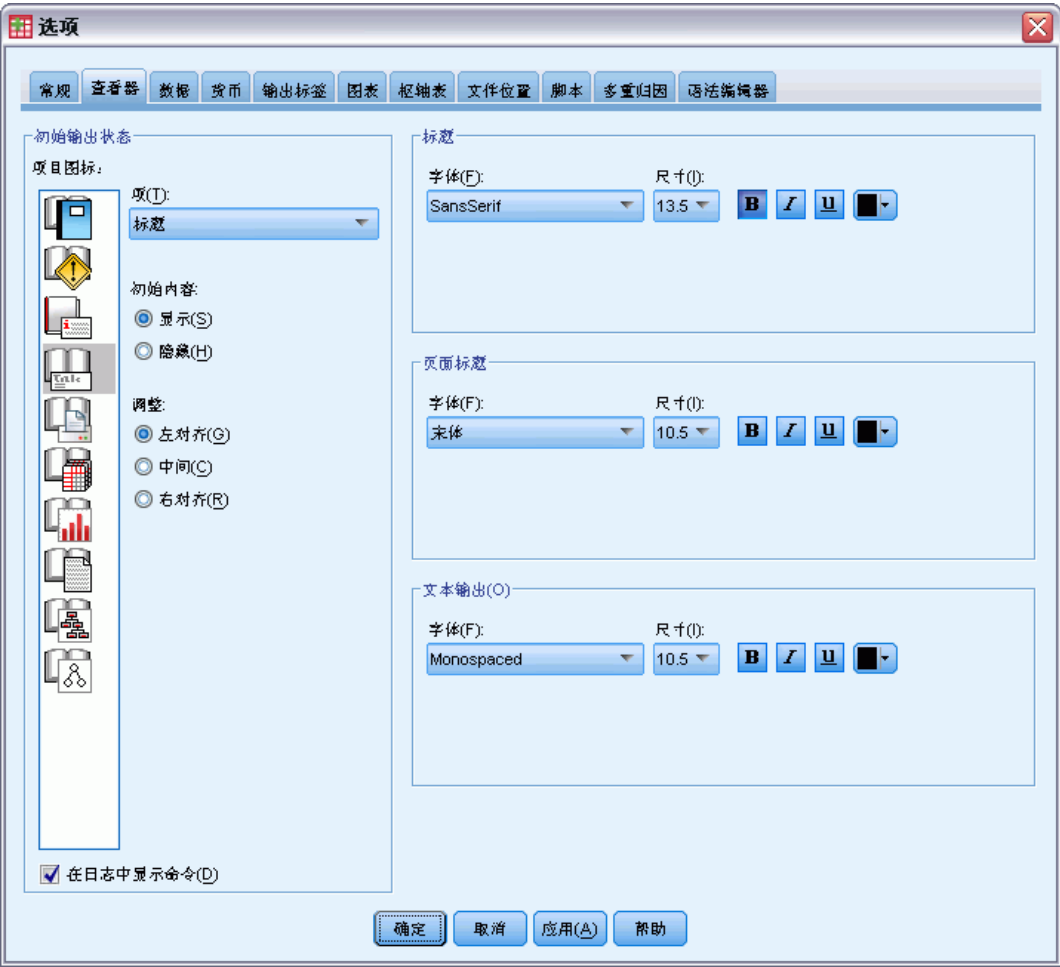 选项
常规 查看器 数据 货币 输出标签 图表 枢轴表 文件位置 脚本 多重归因 语法编辑器
初始输出状态
项目图标:
项(T):
标题
初始内容:
显示(S)
隐藏(H)
调整:
左对齐(G)
中间(C)
右对齐(R)
在日志中显示命令(D)
标题
字体(F): 尺寸(I):
SansSerif 13.5 B I U
页面标题
字体(F): 尺寸(I):
宋体 10.5 B I U
文本输出(O)
字体(F): 尺寸(I):
Monospaced 10.5 B I U
确定 取消 应用(A) 帮助